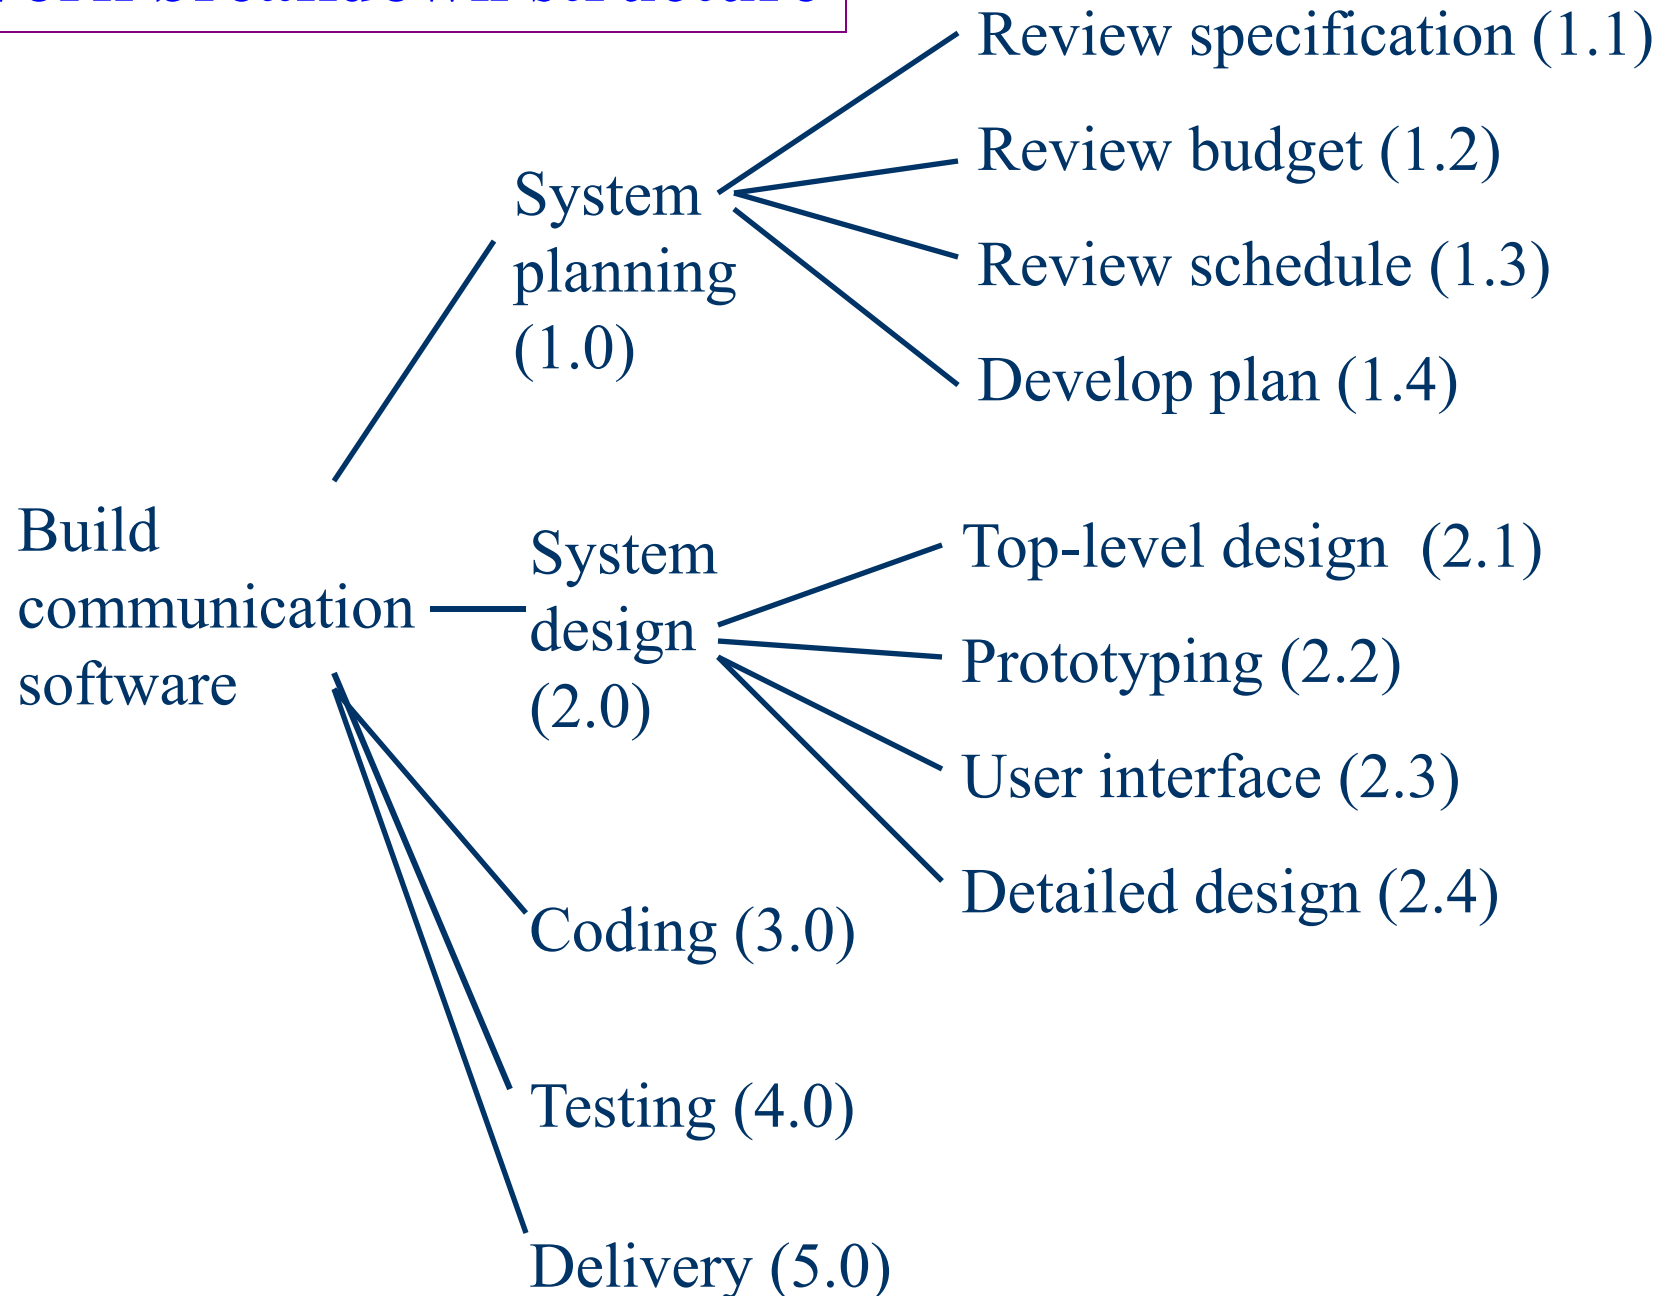 breakdown structure
Review specification (1.1)
Review budget (1.2)
System
planning
(1.0)
Review schedule (1.3)
Develop plan (1.4)
Build
communication
software
System
design
(2.0)
Top-level design (2.1)
Prototyping (2.2)
User interface (2.3)
Detailed design (2.4)
Coding (3.0)
Testing (4.0)
Delivery (5.0)